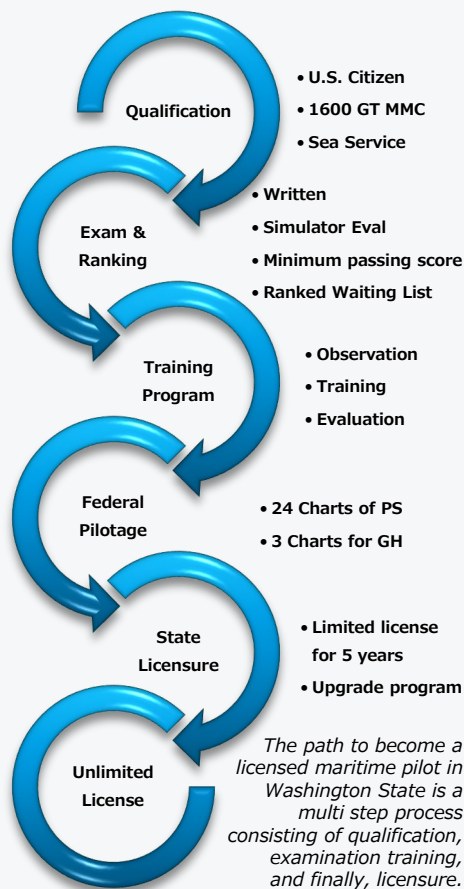 Qualification
• U.S. Citizen
• 1600 GT MMC
• Sea Service
Exam &
Ranking
• Written
• Simulator Eval
• Minimum passing score
• Ranked Waiting List
Training
Program
• Observation
• Training
• Evaluation
Federal
Pilotage
• 24 Charts of PS
• 3 Charts for GH
State
Licensure
• Limited license
for 5 years
• Upgrade program
Unlimited
License
The path to become a
licensed maritime pilot in
Washington State is a
multi step process
consisting of qualification,
examination training,
and finally, licensure.